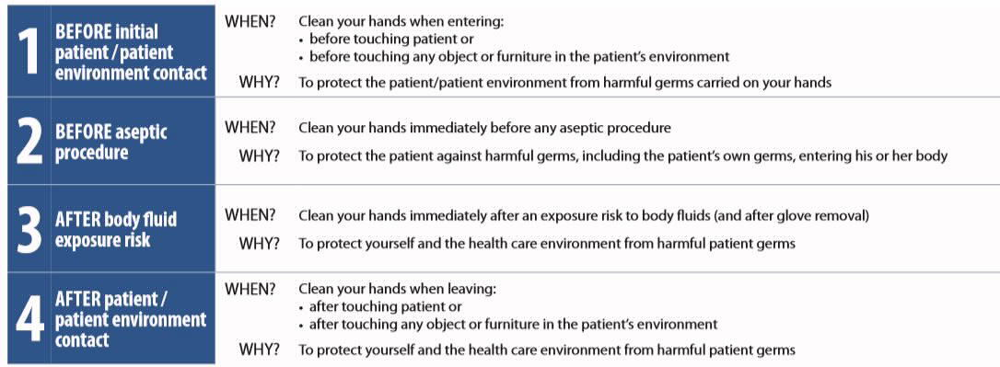 1
BEFORE initial
patient / patient
environment contact
WHEN? Clean your hands when entering:
• before touching patient or
• before touching any object or furniture in the patient's environment
WHY? To protect the patient/patient environment from harmful germs carried on your hands
2
BEFORE aseptic
procedure
WHEN? Clean your hands immediately before any aseptic procedure
WHY? To protect the patient against harmful germs, including the patient's own germs, entering his or her body
3
AFTER body fluid
exposure risk
WHEN? Clean your hands immediately after an exposure risk to body fluids (and after glove removal)
WHY? To protect yourself and the health care environment from harmful patient germs
4
AFTER patient /
patient environment
contact
WHEN? Clean your hands when leaving:
• after touching patient or
• after touching any object or furniture in the patient's environment
WHY? To protect yourself and the health care environment from harmful patient germs